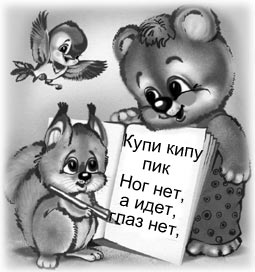 Купи кипу
пик
Ног нет,
а идет,
глаз нет,